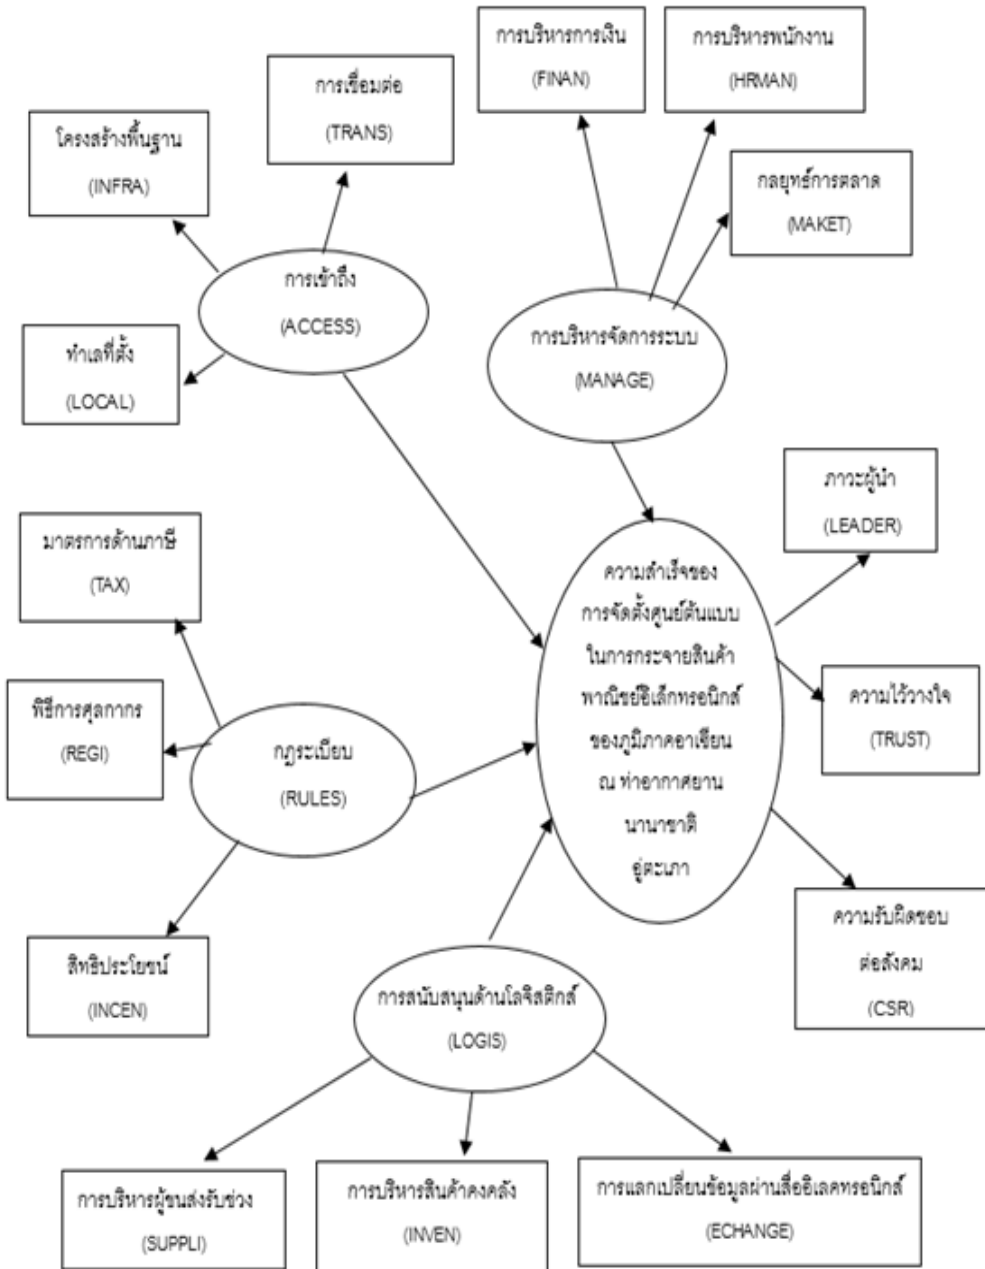 การบริหารการเงิน
(FINAN)
การบริหารพนักงาน
(HRMAN)
การเชื่อมต่อ
(TRANS)
โครงสร้างพื้นฐาน
(INFRA)
กลยุทธ์การตลาด
(MAKET)
การเข้าถึง
(ACCESS)
ทำเลที่ตั้ง
(LOCAL)
การบริหารจัดการระบบ
(MANAGE)
ภาวะผู้นำ
(LEADER)
มาตรการด้านภาษี
(TAX)
ความสำเร็จของ
การจัดตั้งศูนย์ต้นแบบ
ในการกระจายสินค้า
พาณิชย์อิเล็กทรอนิกส์
ของภูมิภาคอาเซียน
ณ ท่าอากาศยาน
นานาชาติ
อู่ตะเภา
ความไว้วางใจ
(TRUST)
พิธีการศุลกากร
(REGI)
กฎระเบียบ
(RULES)
ความรับผิดชอบ
ต่อสังคม
(CSR)
สิทธิประโยชน์
(INCEN)
การสนับสนุนด้านโลจิสติกส์
(LOGIS)
การบริหารผู้ขนส่งรับช่วง
(SUPPLI)
การบริหารสินค้าคงคลัง
(INVEN)
การแลกเปลี่ยนข้อมูลผ่านสื่ออิเลคทรอนิกส์
(ECHANGE)